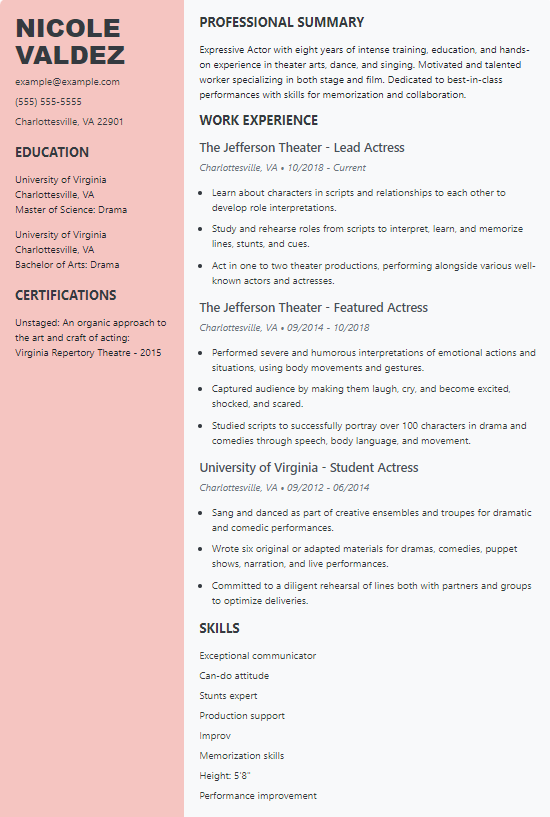 NICOLE
VALDEZ
example@example.com
(555) 555-5555
Charlottesville, VA 22901
EDUCATION
University of Virginia
Charlottesville, VA
Master of Science: Drama
University of Virginia
Charlottesville, VA
Bachelor of Arts: Drama
CERTIFICATIONS
Unstaged: An organic approach to
the art and craft of acting:
Virginia Repertory Theatre - 2015
PROFESSIONAL SUMMARY
Expressive Actor with eight years of intense training, education, and hands-
on experience in theater arts, dance, and singing. Motivated and talented
worker specializing in both stage and film. Dedicated to best-in-class
performances with skills for memorization and collaboration.
WORK EXPERIENCE
The Jefferson Theater - Lead Actress
Charlottesville, VA • 10/2018 - Current
• Learn about characters in scripts and relationships to each other to
develop role interpretations.
• Study and rehearse roles from scripts to interpret, learn, and memorize
lines, stunts, and cues.
• Act in one to two theater productions, performing alongside various well-
known actors and actresses.
The Jefferson Theater - Featured Actress
Charlottesville, VA • 09/2014 - 10/2018
• Performed severe and humorous interpretations of emotional actions and
situations, using body movements and gestures.
• Captured audience by making them laugh, cry, and become excited,
shocked, and scared.
• Studied scripts to successfully portray over 100 characters in drama and
comedies through speech, body language, and movement.
University of Virginia - Student Actress
Charlottesville, VA • 09/2012 - 06/2014
• Sang and danced as part of creative ensembles and troupes for dramatic
and comedic performances.
• Wrote six original or adapted materials for dramas, comedies, puppet
shows, narration, and live performances.
• Committed to a diligent rehearsal of lines both with partners and groups
to optimize deliveries.
SKILLS
Exceptional communicator
Can-do attitude
Stunts expert
Production support
Improv
Memorization skills
Height: 5'8"
Performance improvement